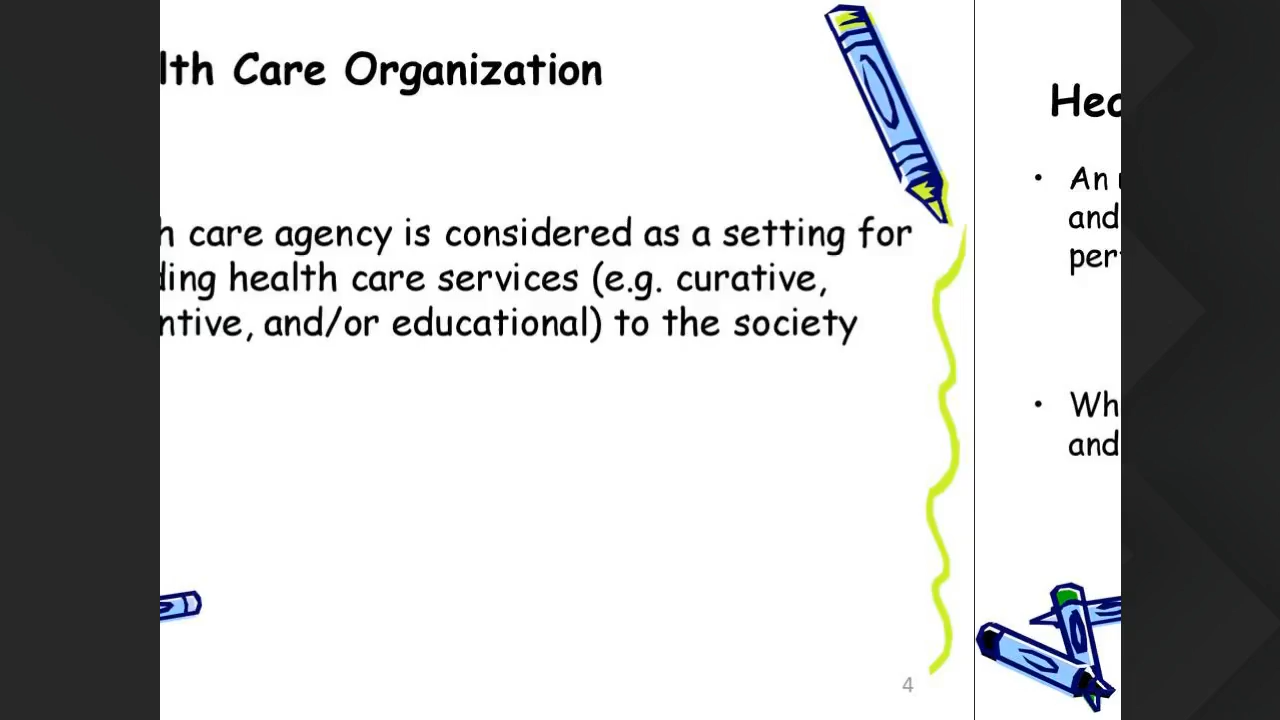 lth Care Organization
h care agency is considered as a setting for
ding health care services (e.g. curative,
ntive, and/or educational) to the society
4
Hea
• An
and
per
• Wh
and